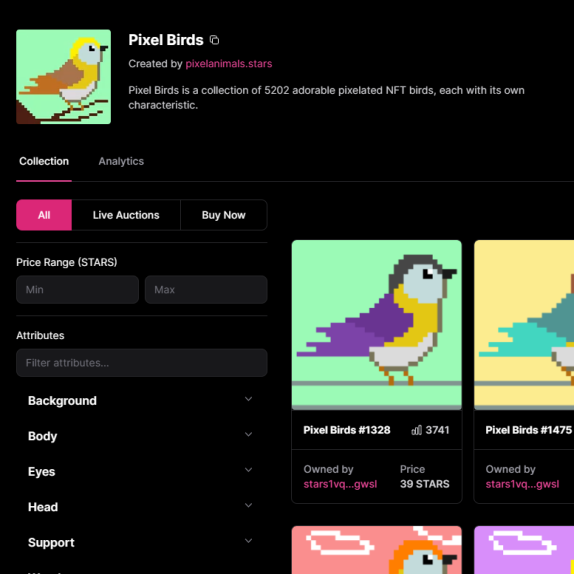 Pixel Birds
Created by pixelanimals.stars
Pixel Birds is a collection of 5202 adorable pixelated NFT birds, each with its own
characteristic.
Collection
Analytics
All
Live Auctions
Buy Now
Price Range (STARS)
Min
Max
Attributes
Filter attributes...
Background
Body
Eyes
Head
Support
Pixel Birds #1328
3741
Owned by
Price
stars1vq...gwsl
39 STARS
Pixel Birds #1475
Owned by
stars1vq...gwsl